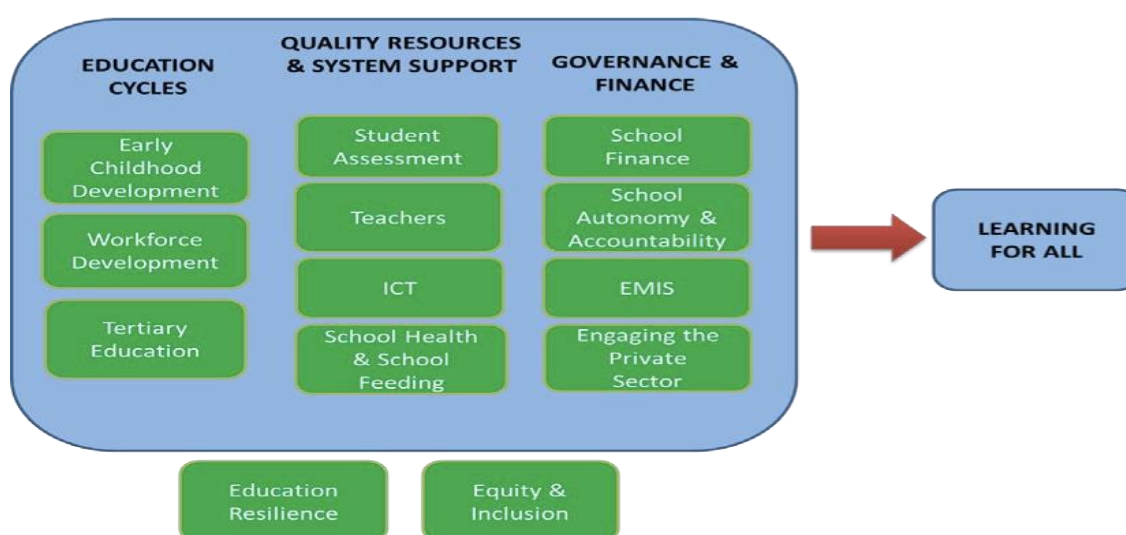 EDUCATION
CYCLES
Early
Childhood
Development
Workforce
Development
Tertiary
Education
QUALITY RESOURCES
& SYSTEM SUPPORT
Student
Assessment
Teachers
ICT
School Health
& School
Feeding
GOVERNANCE &
FINANCE
School
Finance
School
Autonomy &
Accountability
EMIS
Engaging the
Private
Sector
LEARNING
FOR ALL
Education
Resilience
Equity &
Inclusion